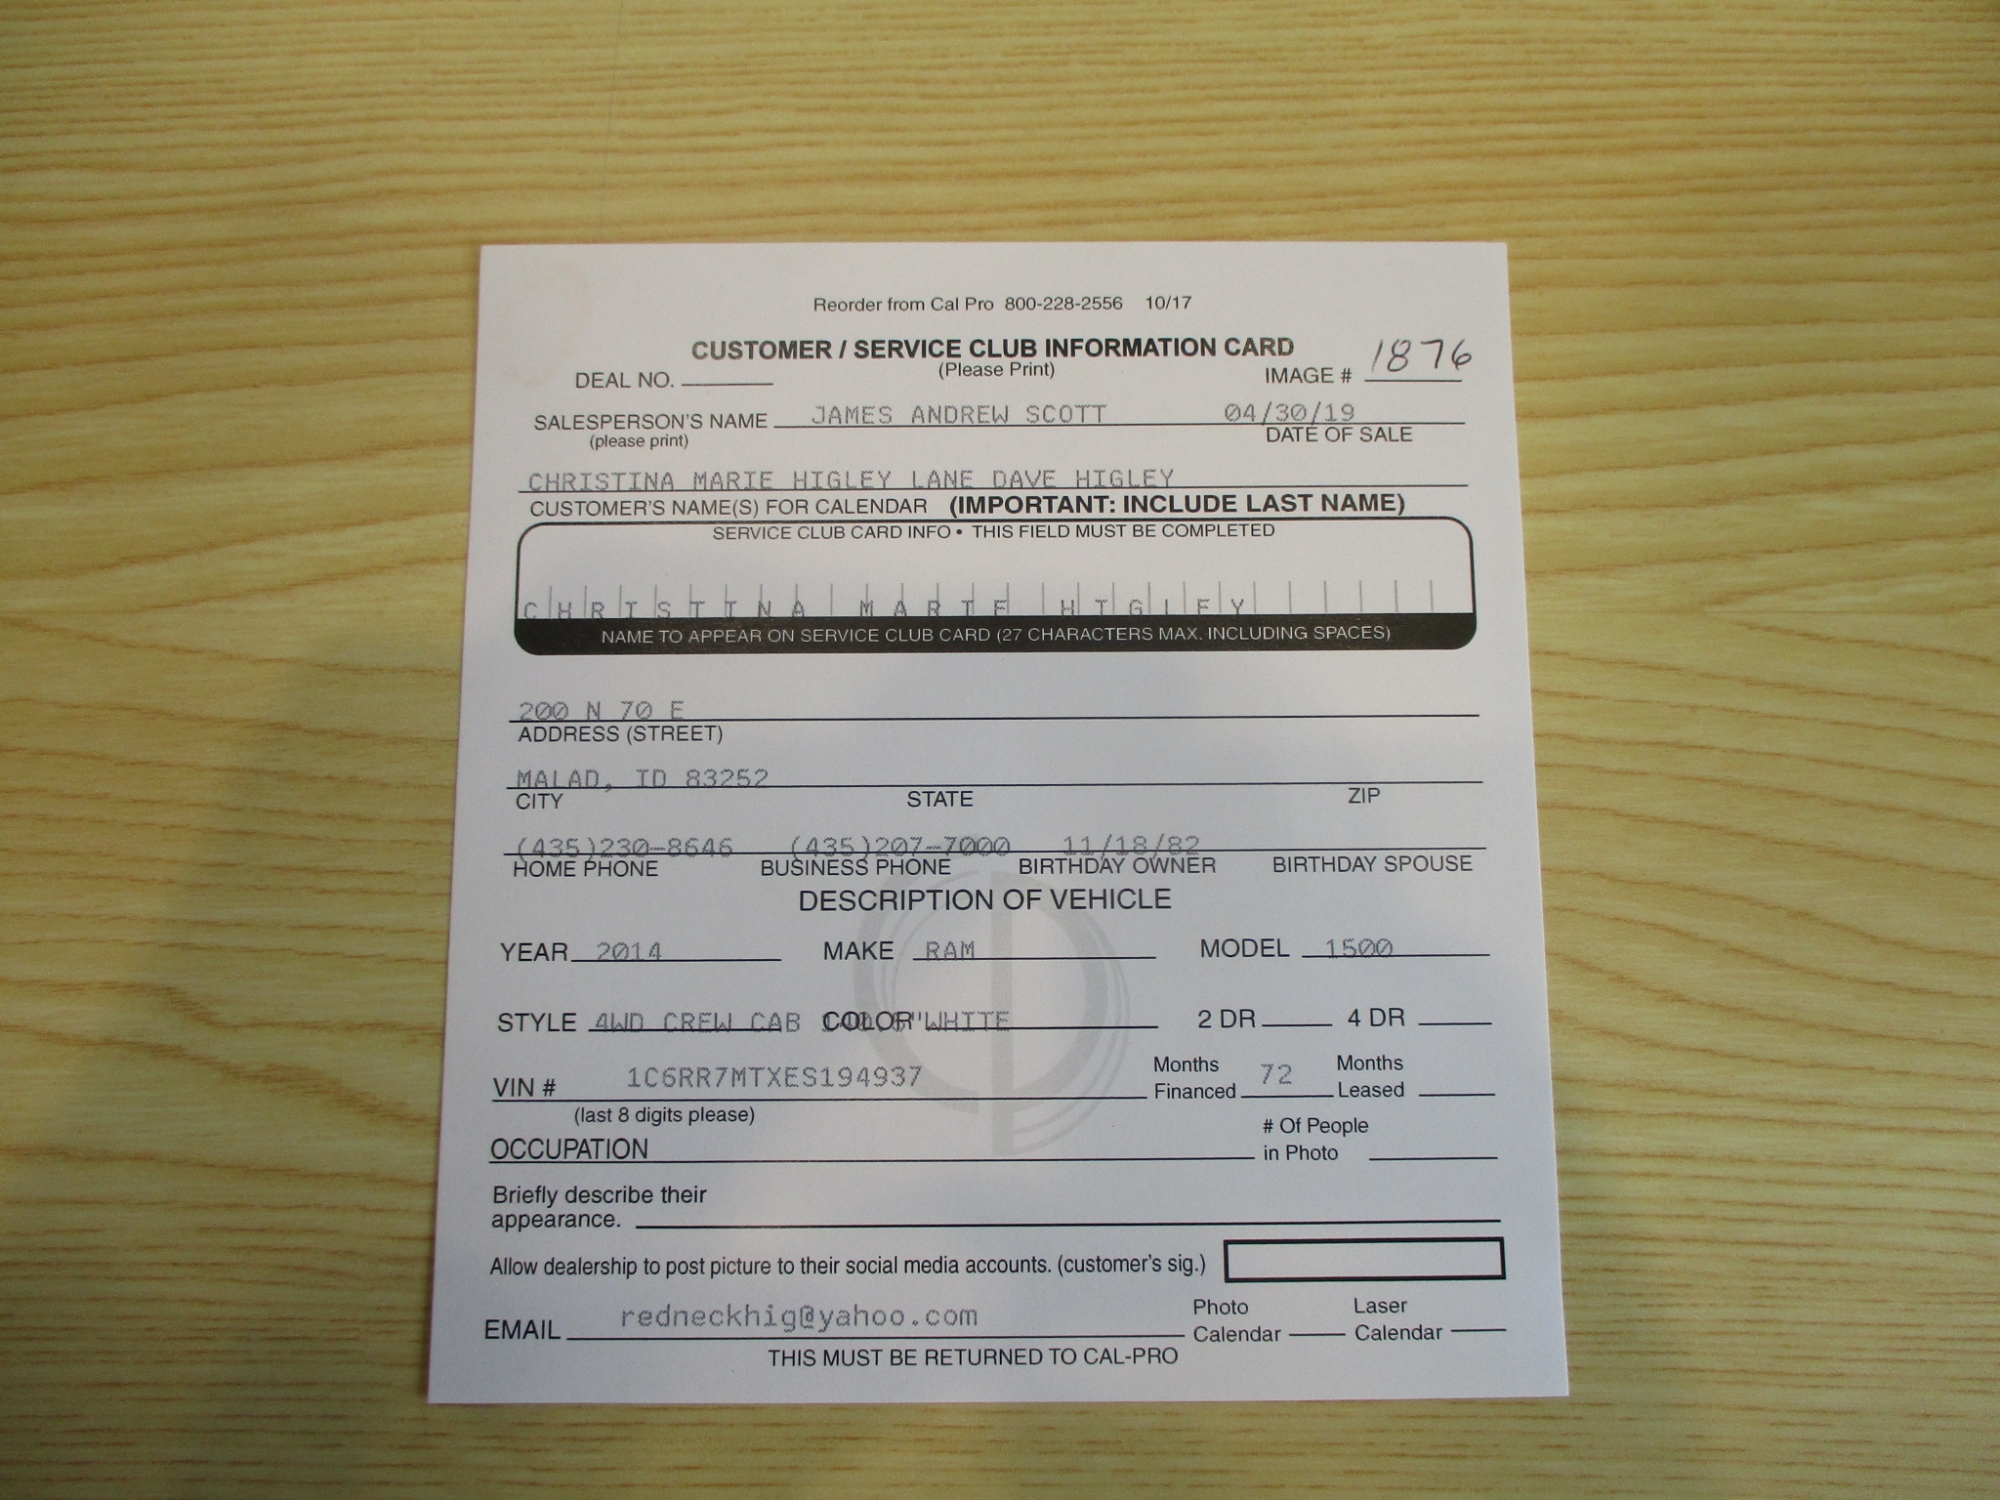 Reorder from Cal Pro 800-228-2556 10/17
CUSTOMER / SERVICE CLUB INFORMATION CARD
(Please Print)
DEAL NO. IMAGE # 1876
SALESPERSON'S NAME JAMES ANDREW SCOTT 04/30/19
(please print) DATE OF SALE
CHRISTINA MARIE HIGLEY LANE DAVE HIGLEY
CUSTOMER'S NAME(S) FOR CALENDAR (IMPORTANT: INCLUDE LAST NAME)
SERVICE CLUB CARD INFO • THIS FIELD MUST BE COMPLETED
CHRISTINA MARIE HIGLEY
NAME TO APPEAR ON SERVICE CLUB CARD (27 CHARACTERS MAX. INCLUDING SPACES)
200 N 70 E
ADDRESS (STREET)
MALAD, ID 83252
CITY STATE ZIP
(435)230-8646 (435)207-7000 11/18/82
HOME PHONE BUSINESS PHONE BIRTHDAY OWNER BIRTHDAY SPOUSE
DESCRIPTION OF VEHICLE
YEAR 2014 MAKE RAM MODEL 1500
STYLE 4WD CREW CAB COLOR WHITE 2 DR 4 DR
VIN # 1C6RR7MTXES194937 Months Financed 72 Months Leased
(last 8 digits please)
OCCUPATION # Of People in Photo
Briefly describe their
appearance.
Allow dealership to post picture to their social media accounts. (customer's sig.)
EMAIL redneckhig@yahoo.com Photo Calendar Laser Calendar
THIS MUST BE RETURNED TO CAL-PRO